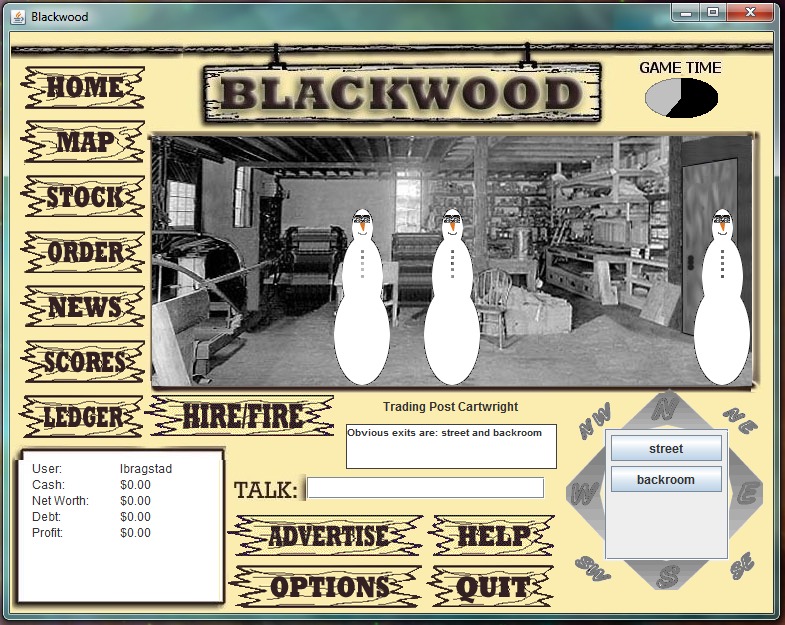 Blackwood
BLACKWOOD
GAME TIME
HOME
MAP
STOCK
ORDER
NEWS
SCORES
LEDGER
HIRE/FIRE
Trading Post Cartwright
Obvious exits are: street and backroom
TALK:
User: lbragstad
Cash: $0.00
Net Worth: $0.00
Debt: $0.00
Profit: $0.00
ADVERTISE
HELP
OPTIONS
QUIT
NW
N
NE
W
street
backroom
E
SW
S
SE